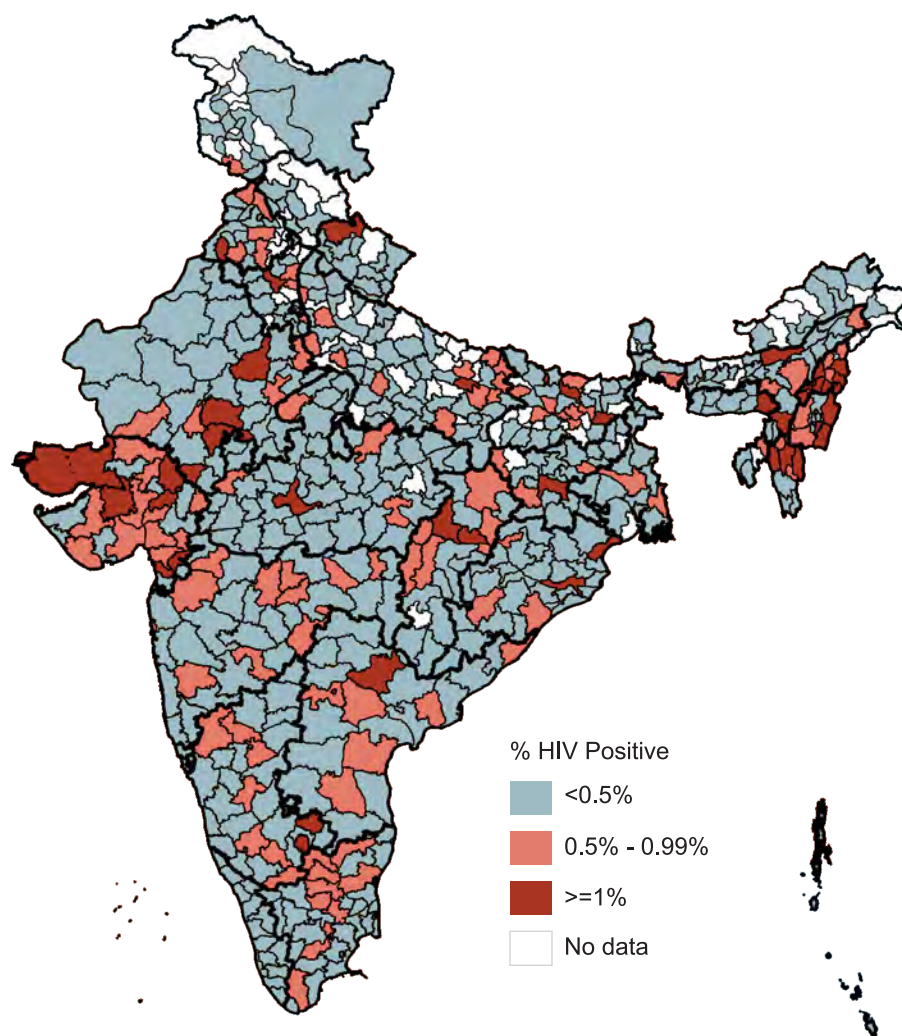 % HIV Positive
<0.5%
0.5% - 0.99%
>=1%
No data